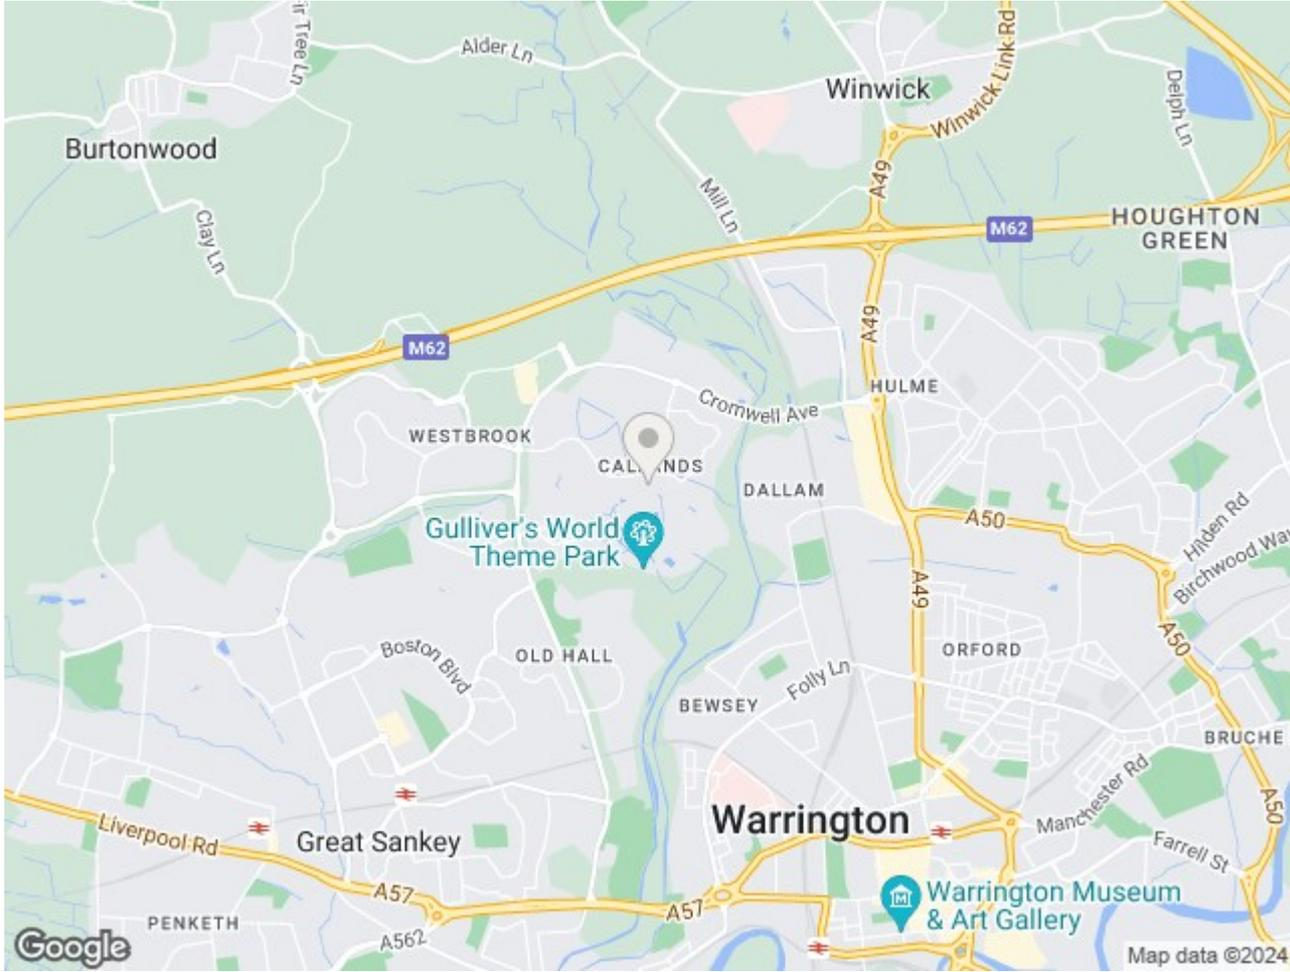 ir Tree Ln
Alder Ln
Winwick
Winwick Link Rd
Delph Ln
Burtonwood
A49
Mill Ln
Clay Ln
M62
HOUGHTON
GREEN
A49
M62
HULME
Cromwell Ave
WESTBROOK
DALLAM
Gulliver's World
Theme Park
A50
Hilden Rd
Birchwood Wa
A49
A50
Boston Blvd
OLD HALL
ORFORD
Folly Ln
BEWSEY
BRUCHE
Manchester Rd
A50
Warrington
Liverpool Rd
Great Sankey
Farrell St
A57
Warrington Museum
& Art Gallery
A57
PENKETH
A562
Google
Map data ©2024